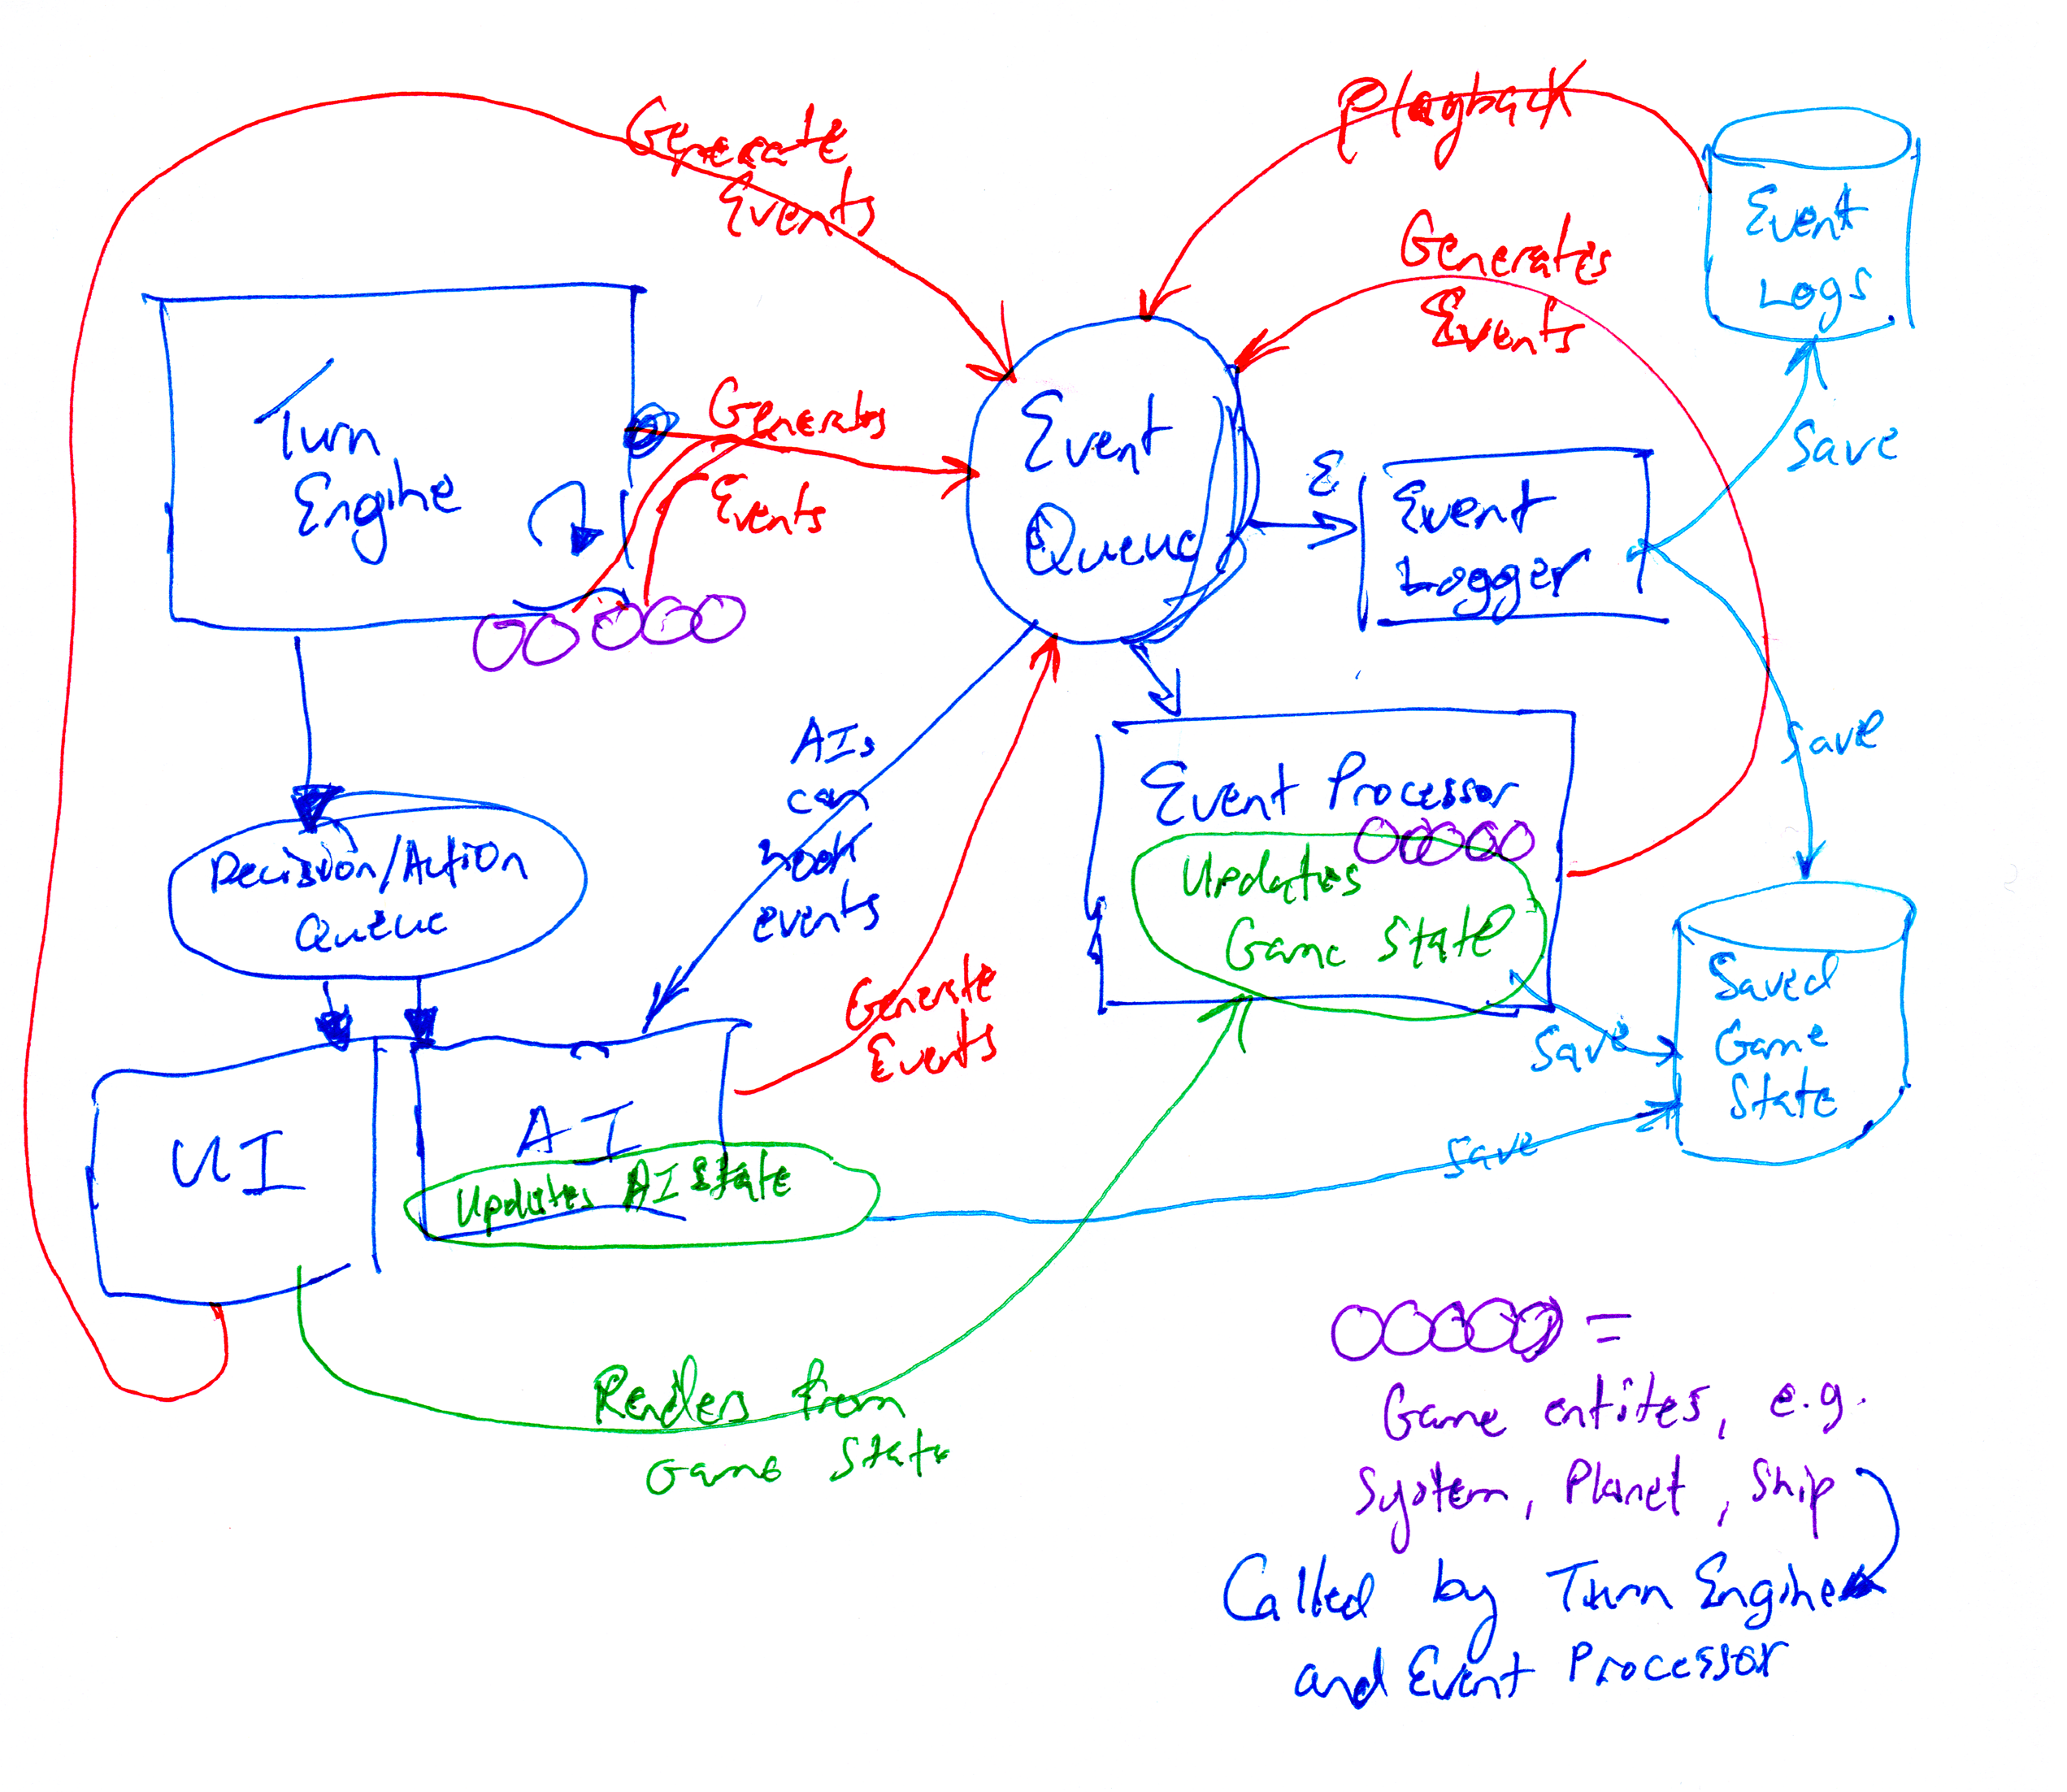 Generate
Events
Playback
Event
Logs
Generates
Events
Turn
Engine
Generates
Events
Event
Queue
E
Event
Logger
Save
AIs
can
hook
events
Event Processor
Updates
Game State
Save
Decision/Action
Queue
Generate
Events
Saved
Game
State
Save
UI
AI
Updates AI State
Save
Renders from
Game State
=
Game entites, e.g.
System, Planet, Ship
Called by Turn Engine
and Event Processor